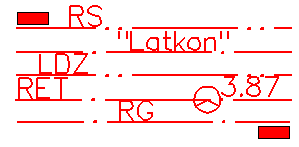 RS
"Latkon"
LDZ
RET 3.87
RG